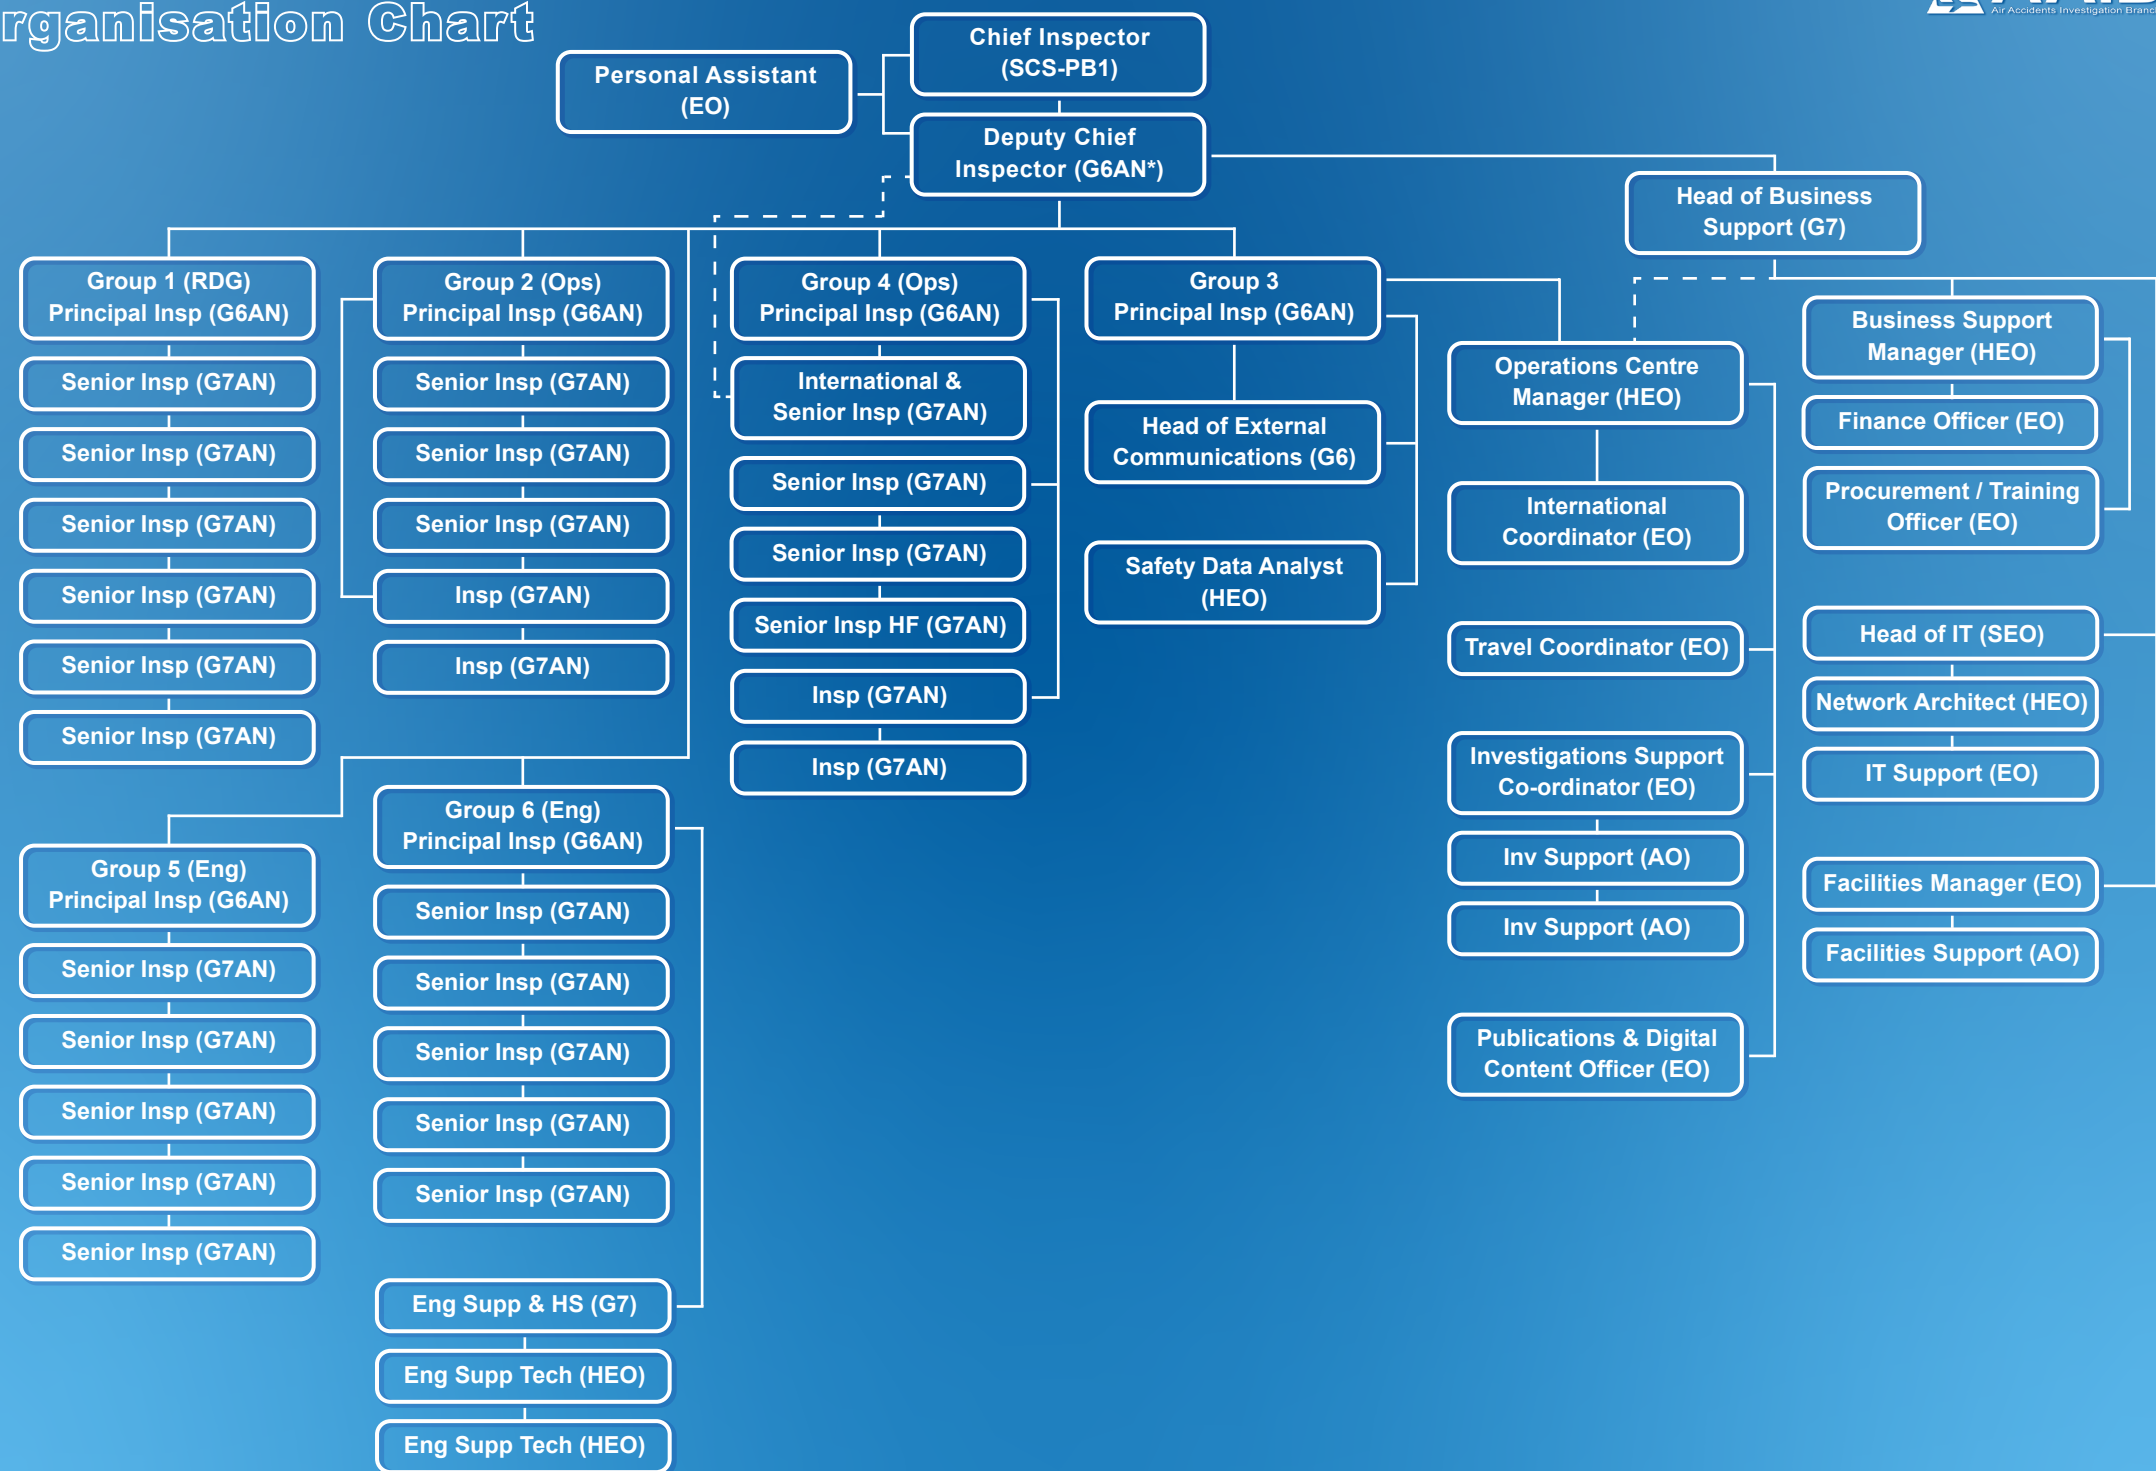 rganisation Chart
Air Accidents Investigation Branch
Chief Inspector
(SCS-PB1)
Personal Assistant
(EO)
Deputy Chief
Inspector (G6AN*)
Head of Business
Support (G7)
Group 1 (RDG)
Principal Insp (G6AN)
Senior Insp (G7AN)
Senior Insp (G7AN)
Senior Insp (G7AN)
Senior Insp (G7AN)
Senior Insp (G7AN)
Senior Insp (G7AN)
Group 2 (Ops)
Principal Insp (G6AN)
Senior Insp (G7AN)
Senior Insp (G7AN)
Senior Insp (G7AN)
Insp (G7AN)
Insp (G7AN)
Group 4 (Ops)
Principal Insp (G6AN)
International &
Senior Insp (G7AN)
Senior Insp (G7AN)
Senior Insp (G7AN)
Senior Insp HF (G7AN)
Insp (G7AN)
Insp (G7AN)
Group 3
Principal Insp (G6AN)
Head of External
Communications (G6)
Safety Data Analyst
(HEO)
Operations Centre
Manager (HEO)
International
Coordinator (EO)
Travel Coordinator (EO)
Investigations Support
Co-ordinator (EO)
Inv Support (AO)
Inv Support (AO)
Publications & Digital
Content Officer (EO)
Business Support
Manager (HEO)
Finance Officer (EO)
Procurement / Training
Officer (EO)
Head of IT (SEO)
Network Architect (HEO)
IT Support (EO)
Facilities Manager (EO)
Facilities Support (AO)
Group 5 (Eng)
Principal Insp (G6AN)
Senior Insp (G7AN)
Senior Insp (G7AN)
Senior Insp (G7AN)
Senior Insp (G7AN)
Senior Insp (G7AN)
Group 6 (Eng)
Principal Insp (G6AN)
Senior Insp (G7AN)
Senior Insp (G7AN)
Senior Insp (G7AN)
Senior Insp (G7AN)
Senior Insp (G7AN)
Eng Supp & HS (G7)
Eng Supp Tech (HEO)
Eng Supp Tech (HEO)